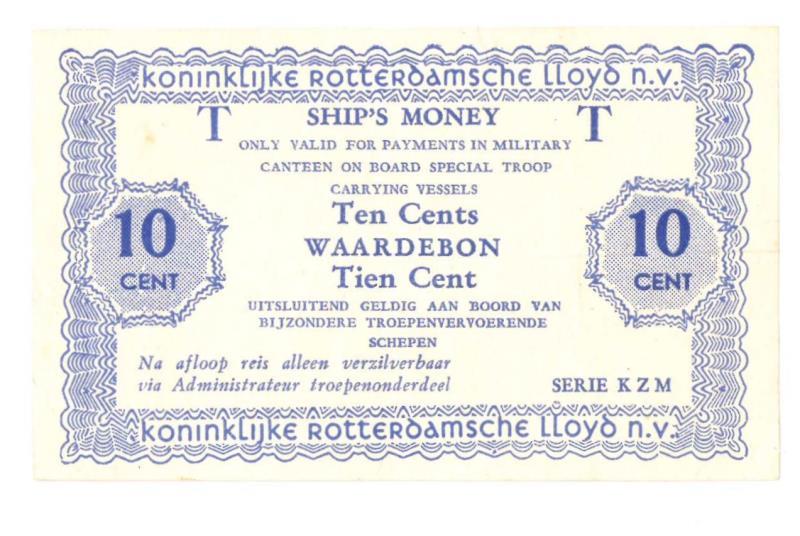 koninklijke Rotterdamsche Lloyd n.v.
T SHIP'S MONEY T
ONLY VALID FOR PAYMENTS IN MILITARY
CANTEEN ON BOARD SPECIAL TROOP
CARRYING VESSELS
Ten Cents
10 CENT
WAARDEBON
10 CENT
Tien Cent
UITSLUITEND GELDIG AAN BOORD VAN
BIJZONDERE TROEPENVERVOERENDE
SCHEPEN
Na afloop reis alleen verzilverbaar
via Administrateur troepenonderdeel
SERIE K Z M
koninklijke Rotterdamsche Lloyd n.v.